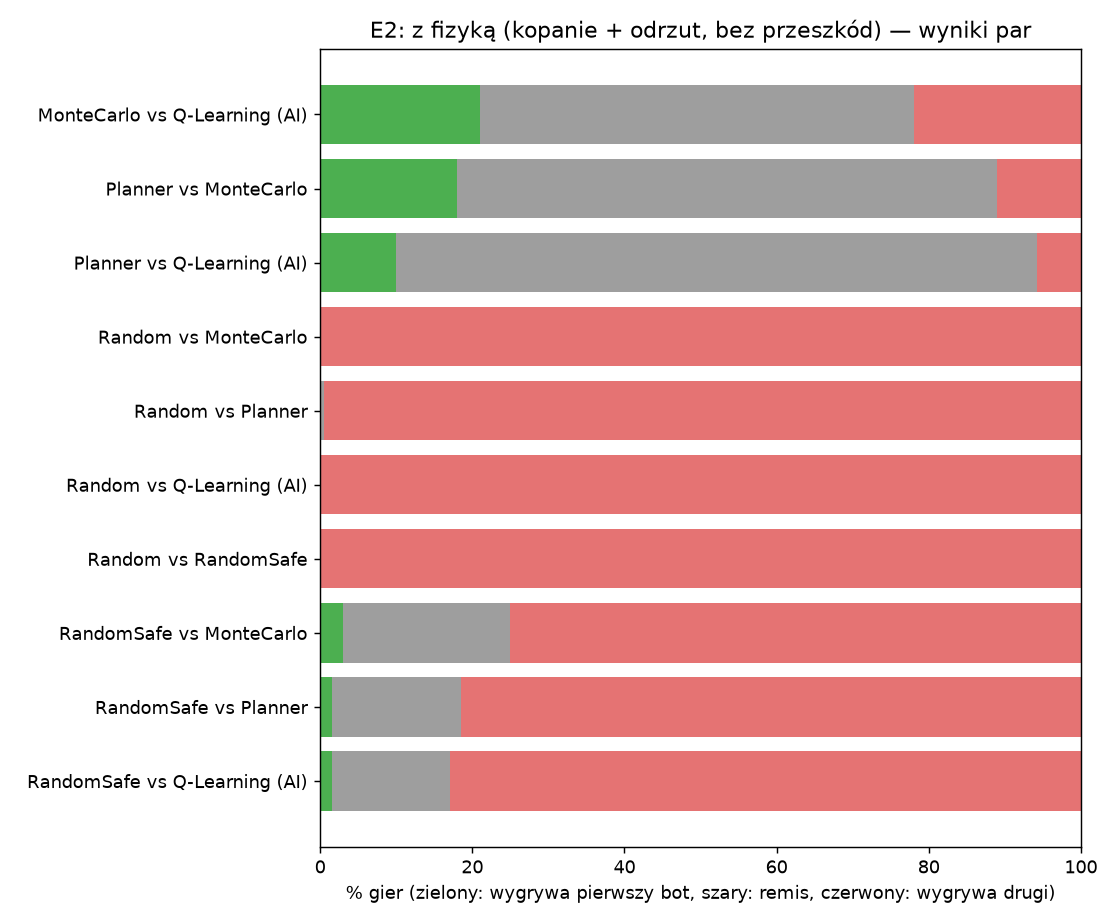 E2: z fizyką (kopanie + odrzut, bez przeszkód) — wyniki par
MonteCarlo vs Q-Learning (AI)
Planner vs MonteCarlo
Planner vs Q-Learning (AI)
Random vs MonteCarlo
Random vs Planner
Random vs Q-Learning (AI)
Random vs RandomSafe
RandomSafe vs MonteCarlo
RandomSafe vs Planner
RandomSafe vs Q-Learning (AI)
0 20 40 60 80 100
% gier (zielony: wygrywa pierwszy bot, szary: remis, czerwony: wygrywa drugi)